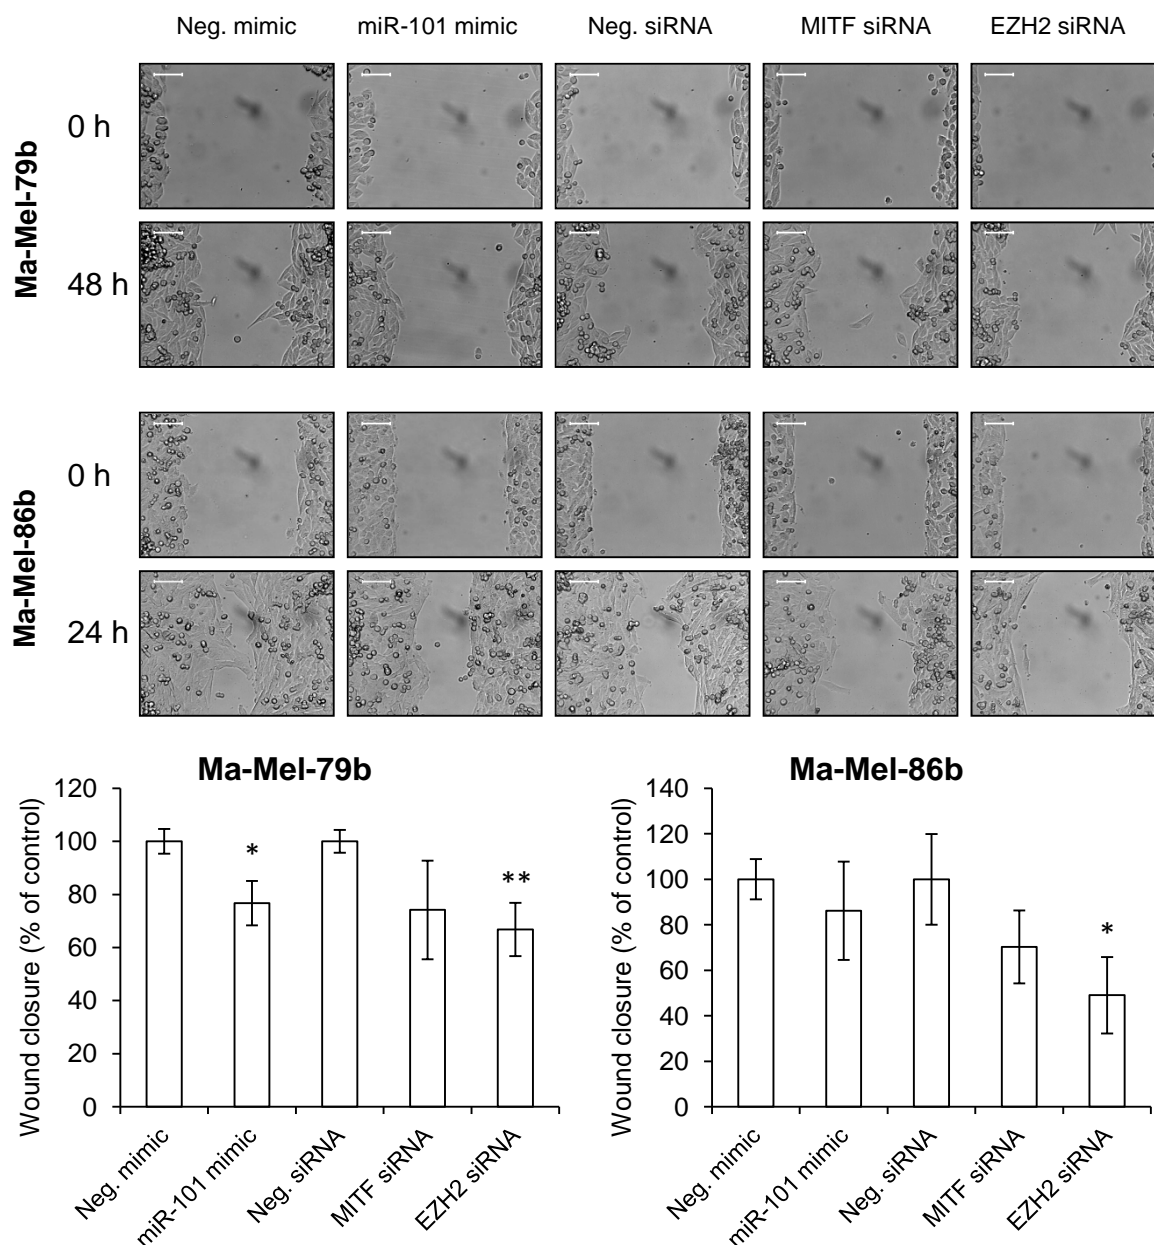 Neg. mimic miR-101 mimic Neg. siRNA MITF siRNA EZH2 siRNA
Ma-Mel-79b
0 h
48 h
Ma-Mel-86b
0 h
24 h
Ma-Mel-79b
Wound closure (% of control)
120
100
80
60
40
20
0
*
**
Neg. mimic
miR-101 mimic
Neg. siRNA
MITF siRNA
EZH2 siRNA
Ma-Mel-86b
Wound closure (% of control)
140
120
100
80
60
40
20
0
*
Neg. mimic
miR-101 mimic
Neg. siRNA
MITF siRNA
EZH2 siRNA